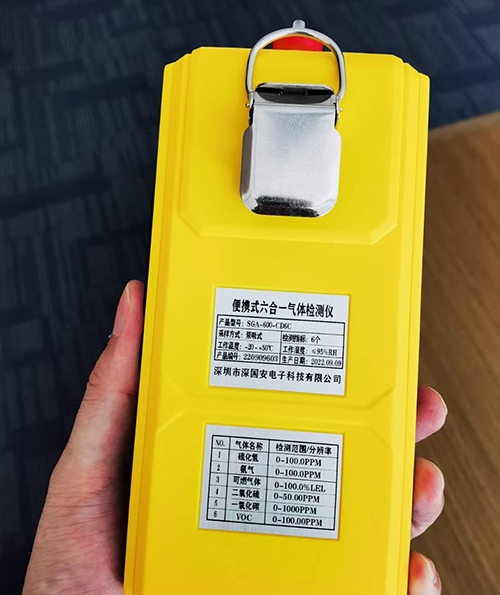 便携式六合一气体检测仪
产品型号: SGA-600-CD6C
采样方式: 泵吸式 检测指标: 6个
工作温度: -20-+50℃ 工作湿度: ≤95%RH
产品编号: 220909603 生产日期: 2022.09.09
深圳市深国安电子科技有限公司
NO. 气体名称 检测范围/分辨率
1 硫化氢 0-100.0PPM
2 氨气 0-100.0PPM
3 可燃气体 0-100.0%LEL
4 二氧化硫 0-50.00PPM
5 一氧化碳 0-1000PPM
6 VOC 0-100.00PPM